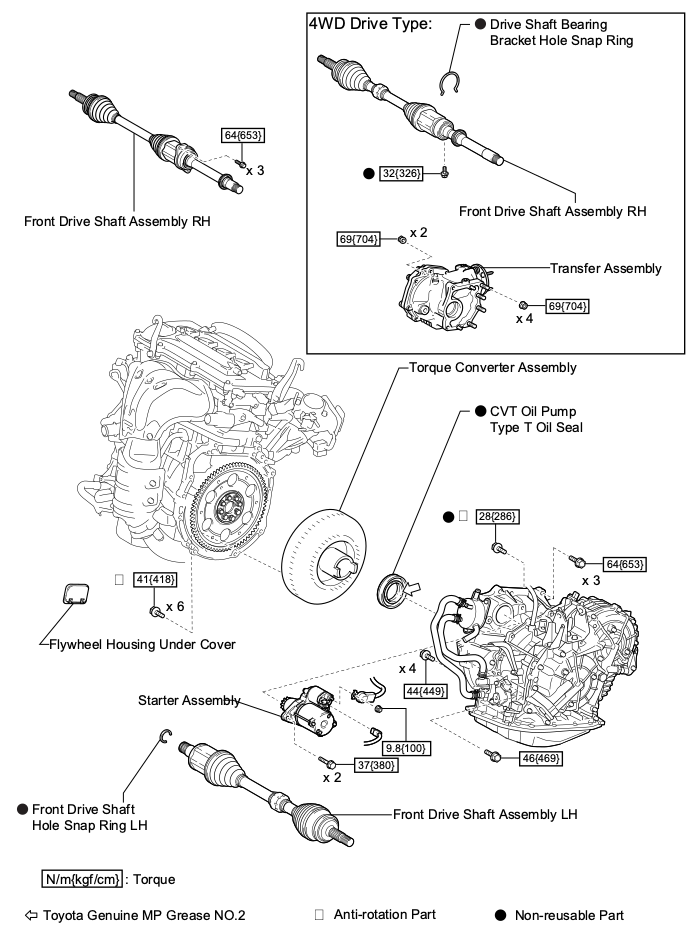 4WD Drive Type:
● Drive Shaft Bearing
Bracket Hole Snap Ring
64{653}
x 3
Front Drive Shaft Assembly RH
● 32{326}
Front Drive Shaft Assembly RH
69{704}
x 2
Transfer Assembly
69{704}
x 4
Torque Converter Assembly
● CVT Oil Pump
Type T Oil Seal
● □ 28{286}
64{653}
x 3
□ 41{418}
x 6
Flywheel Housing Under Cover
x 4
44{449}
Starter Assembly
9.8{100}
46{469}
37{380}
x 2
● Front Drive Shaft
Hole Snap Ring LH
Front Drive Shaft Assembly LH
N/m{kgf/cm} : Torque
⇦ Toyota Genuine MP Grease NO.2
□ Anti-rotation Part
● Non-reusable Part